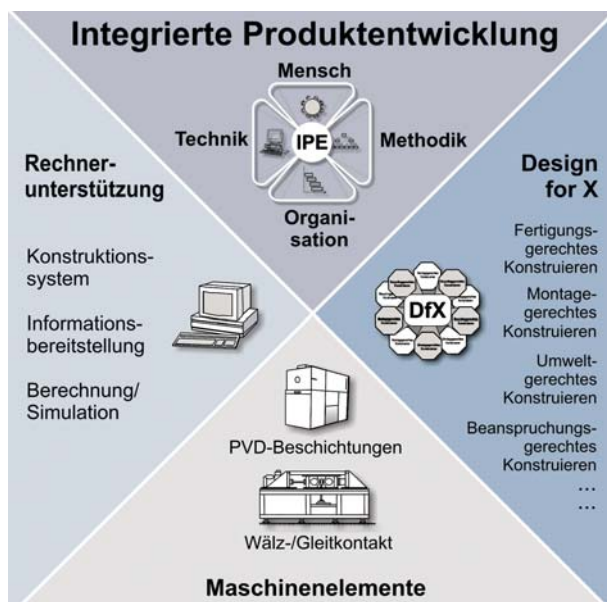 Integrierte Produktentwicklung
Mensch
Technik
IPE
Methodik
Organi-
sation
Rechner-
unterstützung
Konstruktions-
system
Informations-
bereitstellung
Berechnung/
Simulation
Design
for X
Fertigungs-
gerechtes
Konstruieren
Montage-
gerechtes
Konstruieren
Umwelt-
gerechtes
Konstruieren
Beanspruchungs-
gerechtes
Konstruieren
...
...
DfX
PVD-Beschichtungen
Wälz-/Gleitkontakt
Maschinenelemente